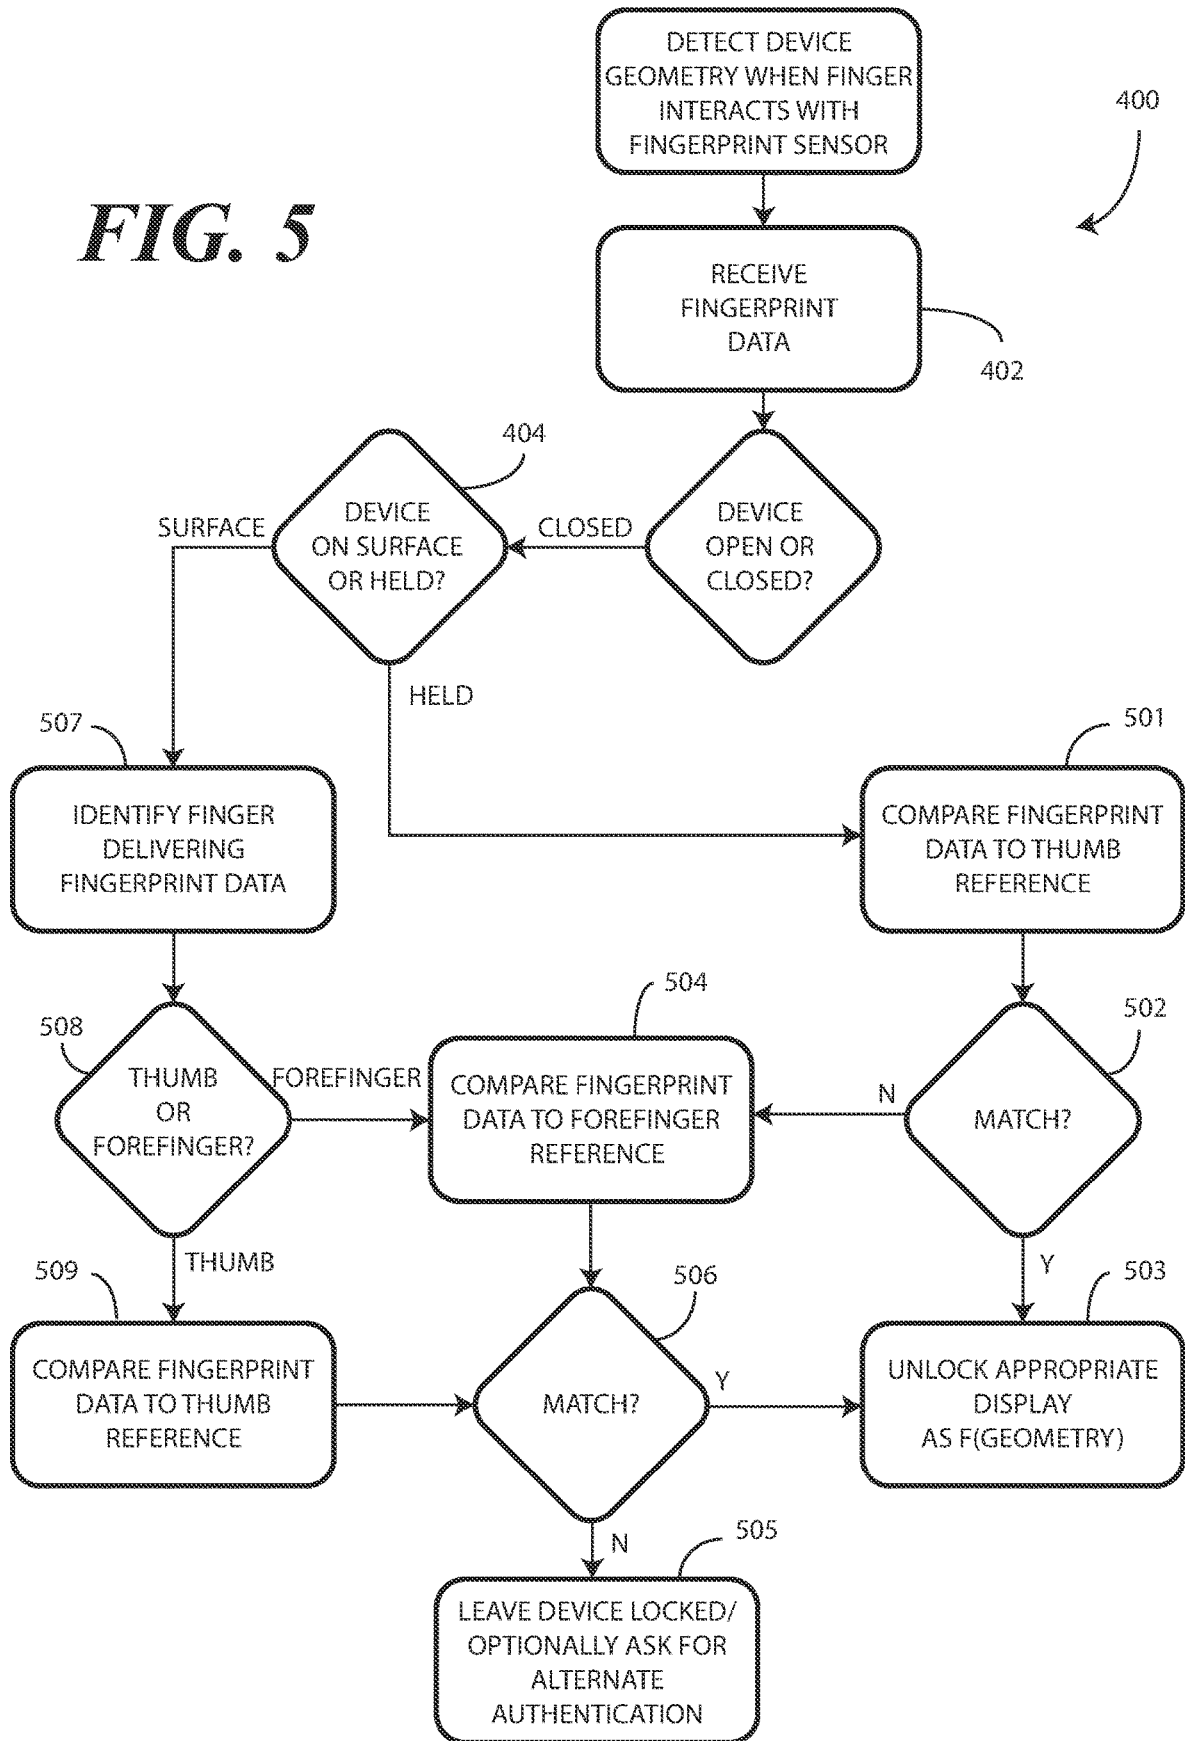 DETECT DEVICE
GEOMETRY WHEN FINGER
INTERACTS WITH
FINGERPRINT SENSOR
400
FIG. 5
RECEIVE
FINGERPRINT
DATA
402
404
DEVICE
ON SURFACE
OR HELD?
SURFACE
CLOSED
DEVICE
OPEN OR
CLOSED?
HELD
507
IDENTIFY FINGER
DELIVERING
FINGERPRINT DATA
501
COMPARE FINGERPRINT
DATA TO THUMB
REFERENCE
508
THUMB
OR
FOREFINGER?
FOREFINGER
504
COMPARE FINGERPRINT
DATA TO FOREFINGER
REFERENCE
N
502
MATCH?
THUMB
Y
509
COMPARE FINGERPRINT
DATA TO THUMB
REFERENCE
506
MATCH?
Y
503
UNLOCK APPROPRIATE
DISPLAY
AS F(GEOMETRY)
N
505
LEAVE DEVICE LOCKED/
OPTIONALLY ASK FOR
ALTERNATE
AUTHENTICATION